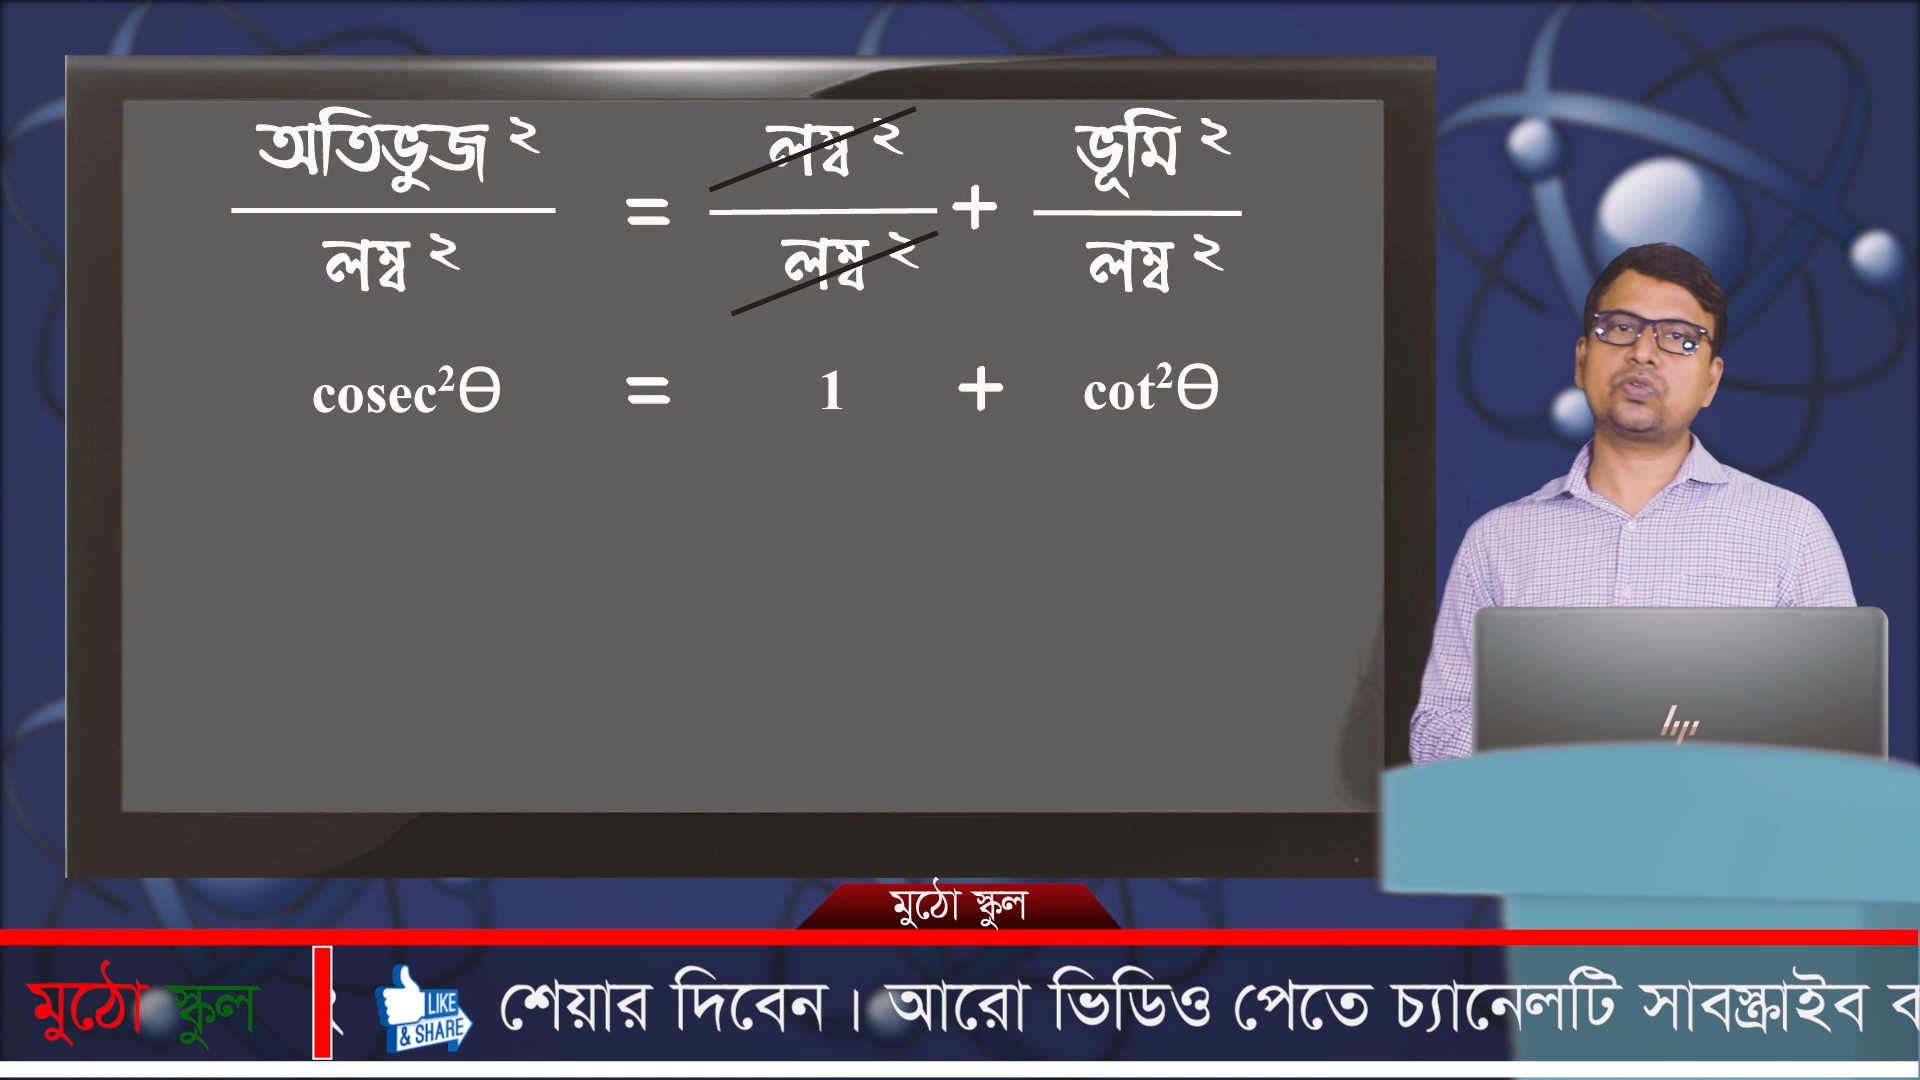 অতিভুজ ২ = লম্ব ২ + ভূমি ২
লম্ব ২ লম্ব ২ লম্ব ২
cosec²Θ = 1 + cot²Θ
hp
মুঠো স্কুল
মুঠো স্কুল
LIKE
& SHARE
শেয়ার দিবেন। আরো ভিডিও পেতে চ্যানেলটি সাবস্ক্রাইব